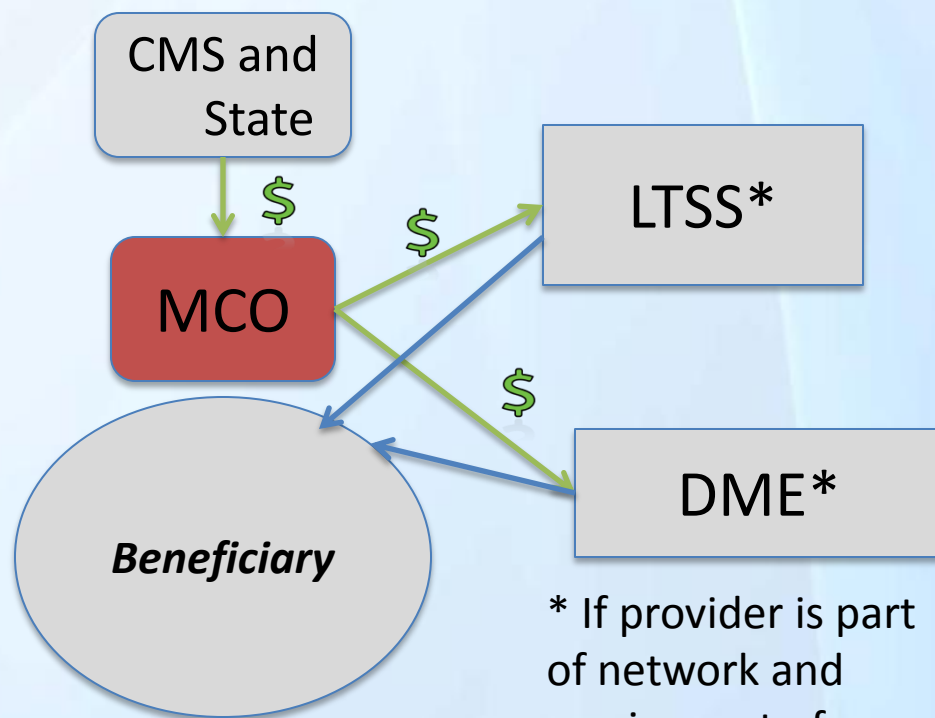 CMS and
State
$
$
LTSS*
MCO
$
DME*
Beneficiary
* If provider is part
of network and